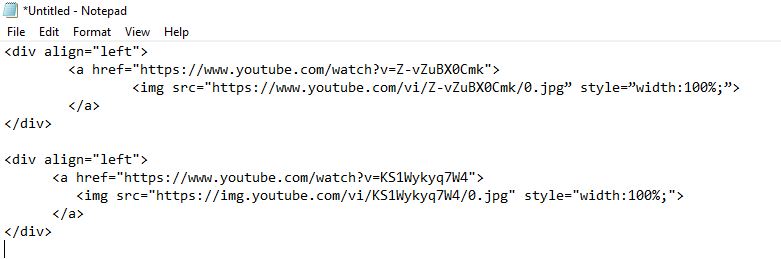 *Untitled - Notepad
File Edit Format View Help
<div align="left">
<a href="https://www.youtube.com/watch?v=Z-vZuBX0Cmk">
<img src="https://www.youtube.com/vi/Z-vZuBX0Cmk/0.jpg” style=”width:100%;”>
</a>
</div>
<div align="left">
<a href="https://www.youtube.com/watch?v=KS1Wykyq7W4">
<img src="https://img.youtube.com/vi/KS1Wykyq7W4/0.jpg" style="width:100%;">
</a>
</div>